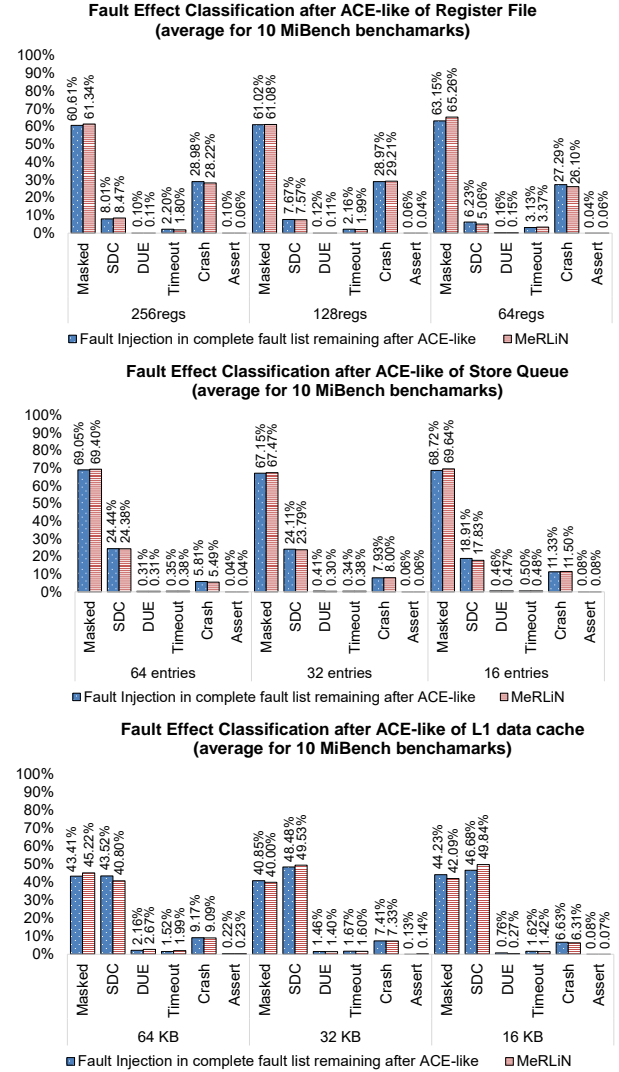 Fault Effect Classification after ACE-like of Register File
(average for 10 MiBench benchamarks)
100%
90%
80%
70%
60%
50%
40%
30%
20%
10%
0%
60.61% 61.34% 8.01% 8.47% 0.10% 0.11% 2.20% 1.80% 28.98% 28.22% 0.10% 0.06% 61.02% 61.08% 7.67% 7.57% 0.12% 0.11% 2.16% 1.99% 28.97% 29.21% 0.06% 0.04% 63.15% 65.26% 6.23% 5.06% 0.16% 0.15% 3.13% 3.37% 27.29% 26.10% 0.04% 0.06%
Masked SDC DUE Timeout Crash Assert Masked SDC DUE Timeout Crash Assert Masked SDC DUE Timeout Crash Assert
256regs 128regs 64regs
Fault Injection in complete fault list remaining after ACE-like MeRLiN
Fault Effect Classification after ACE-like of Store Queue
(average for 10 MiBench benchamarks)
100%
90%
80%
70%
60%
50%
40%
30%
20%
10%
0%
69.05% 69.40% 24.44% 24.38% 0.31% 0.31% 0.35% 0.38% 5.81% 5.49% 0.04% 0.04% 67.15% 67.47% 24.11% 23.79% 0.41% 0.30% 0.34% 0.38% 7.93% 8.00% 0.06% 0.06% 68.72% 69.64% 18.91% 17.83% 0.46% 0.47% 0.50% 0.48% 11.33% 11.50% 0.08% 0.08%
Masked SDC DUE Timeout Crash Assert Masked SDC DUE Timeout Crash Assert Masked SDC DUE Timeout Crash Assert
64 entries 32 entries 16 entries
Fault Injection in complete fault list remaining after ACE-like MeRLiN
Fault Effect Classification after ACE-like of L1 data cache
(average for 10 MiBench benchamarks)
100%
90%
80%
70%
60%
50%
40%
30%
20%
10%
0%
43.41% 45.22% 43.52% 40.80% 2.16% 2.67% 1.52% 1.99% 9.17% 9.09% 0.22% 0.23% 40.85% 40.00% 48.48% 49.53% 1.46% 1.40% 1.67% 1.60% 7.41% 7.33% 0.13% 0.14% 44.23% 42.09% 46.68% 49.84% 0.76% 0.27% 1.62% 1.42% 6.63% 6.31% 0.08% 0.07%
Masked SDC DUE Timeout Crash Assert Masked SDC DUE Timeout Crash Assert Masked SDC DUE Timeout Crash Assert
64 KB 32 KB 16 KB
Fault Injection in complete fault list remaining after ACE-like MeRLiN